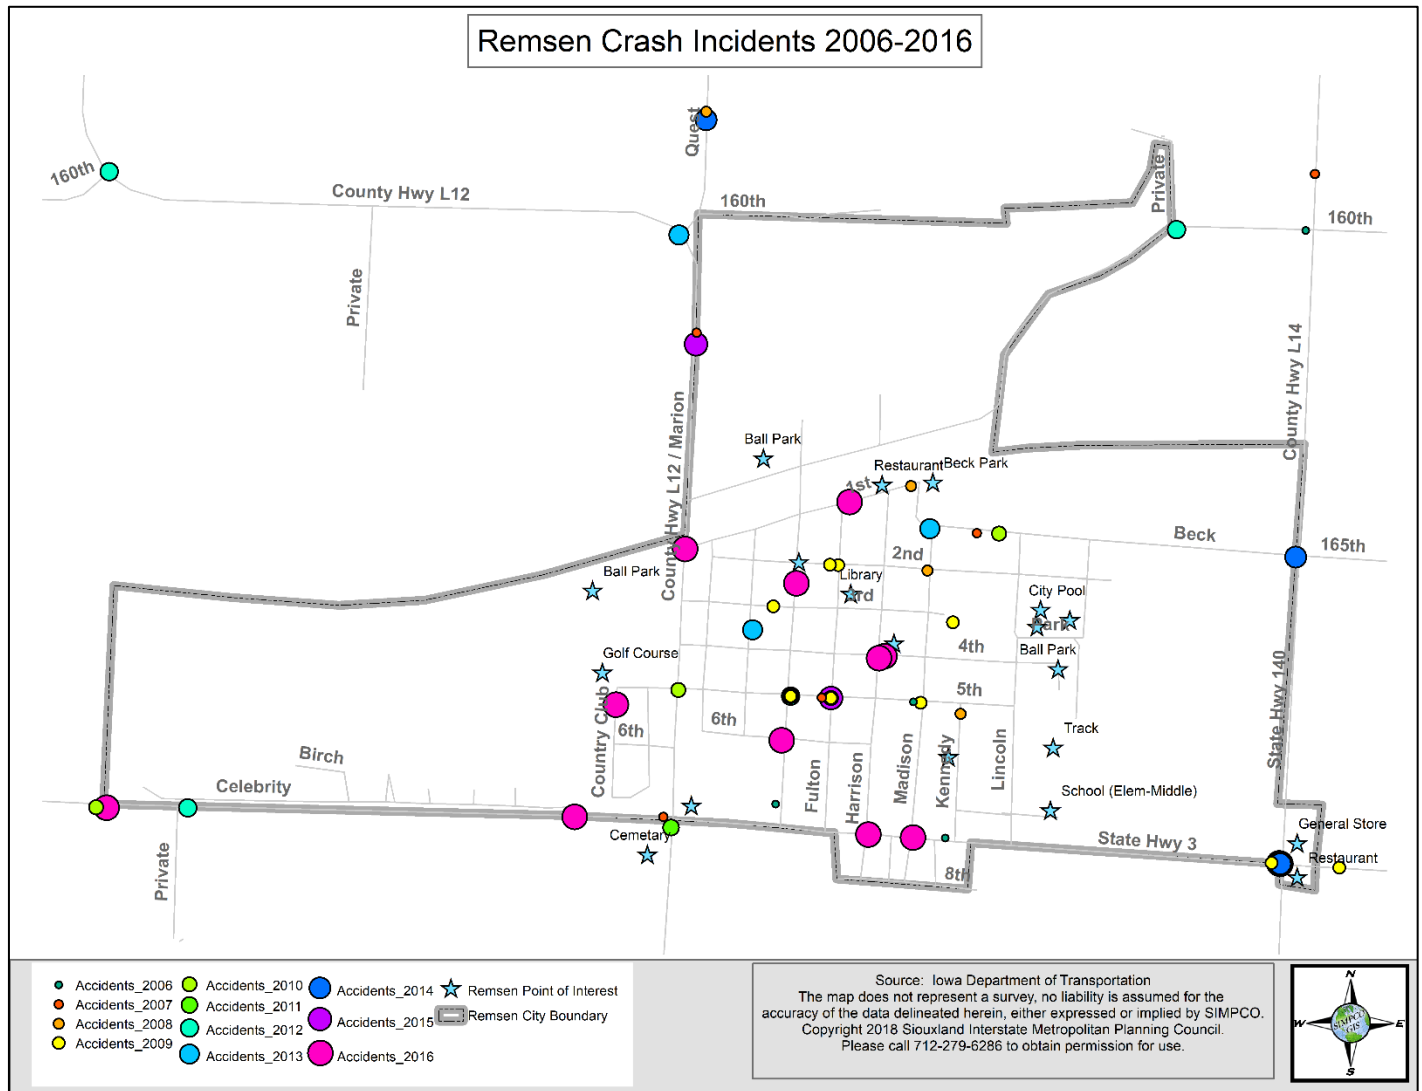 Remsen Crash Incidents 2006-2016
Quest
160th
County Hwy L12
160th
Private
160th
Private
County Hwy L14
County Hwy L12 / Marion
Ball Park
Restaurant
Beck Park
1st
Beck
165th
2nd
Ball Park
Library
rd
City Pool
Park
4th
Ball Park
Golf Course
Country Club
5th
6th
6th
State Hwy 140
Track
Birch
Celebrity
Fulton
Harrison
Madison
Kennedy
Lincoln
School (Elem-Middle)
Cemetary
State Hwy 3
General Store
Restaurant
Private
8th
Accidents_2006
Accidents_2007
Accidents_2008
Accidents_2009
Accidents_2010
Accidents_2011
Accidents_2012
Accidents_2013
Accidents_2014
Accidents_2015
Accidents_2016
Remsen Point of Interest
Remsen City Boundary
Source: Iowa Department of Transportation
The map does not represent a survey, no liability is assumed for the
accuracy of the data delineated herein, either expressed or implied by SIMPCO.
Copyright 2018 Siouxland Interstate Metropolitan Planning Council.
Please call 712-279-6286 to obtain permission for use.
N
W
E
S
SIMPCO
GIS